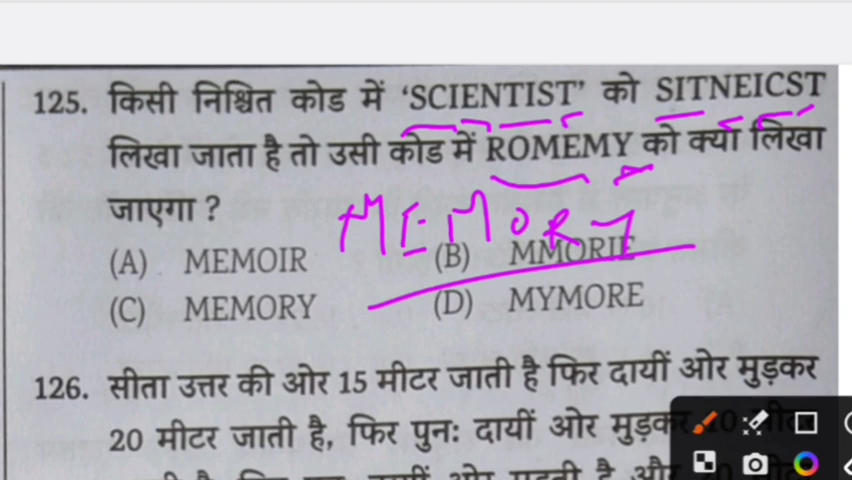 125. किसी निश्चित कोड में ‘SCIENTIST’ को SITNEICST
लिखा जाता है तो उसी कोड में ROMEMY को क्या लिखा
जाएगा ?
MEMORY
(A) MEMOIR (B) MMORIE
(C) MEMORY (D) MYMORE
126. सीता उत्तर की ओर 15 मीटर जाती है फिर दायीं ओर मुड़कर
20 मीटर जाती है, फिर पुनः दायीं ओर मुड़कर